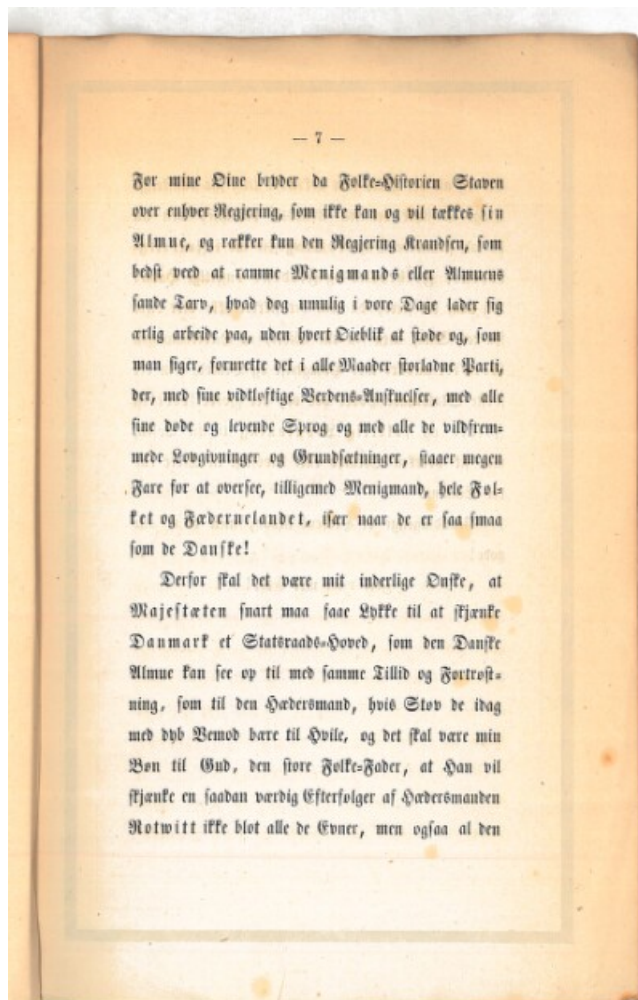 — 7 —
For mine Øine bryder da Folke-Historien Staven
over enhver Regjering, som ikke kan og vil tækkes sin
Almue, og rækker kun den Regjering Krandsen, som
bedst veed at ramme Menigmands eller Almuens
sande Tarv, hvad dog umulig i vore Dage lader sig
ærlig arbeide paa, uden hvert Øieblik at støde og, som
man siger, forurette det i alle Maader storladne Parti,
der, med sine vidtløftige Verdens-Anskuelser, med alle
sine døde og levende Sprog og med alle de vildfrem-
mede Lovgivninger og Grundsætninger, staaer megen
Fare for at oversee, tilligemed Menigmand, hele Fol-
ket og Fædernelandet, især naar de er saa smaa
som de Danske!
Derfor skal det være mit inderlige Ønske, at
Majestæten snart maa faae Lykke til at skjænke
Danmark et Statsraads-Hoved, som den Danske
Almue kan see op til med samme Tillid og Fortrøst-
ning, som til den Hædersmand, hvis Støv de idag
med dyb Vemod bære til Hvile, og det skal være min
Bøn til Gud, den store Folke-Fader, at Han vil
skjænke en saadan værdig Efterfølger af Hædersmanden
Rotwitt ikke blot alle de Evner, men ogsaa al den